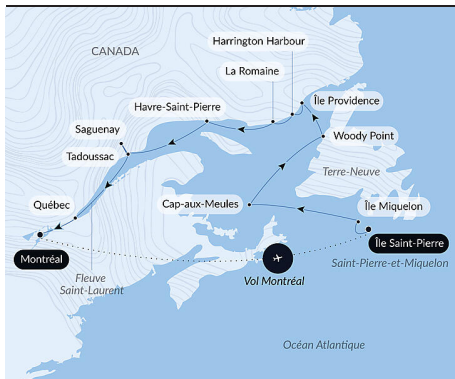 Harrington Harbour
CANADA
La Romaine
Havre-Saint-Pierre
Île Providence
Saguenay
Woody Point
Tadoussac
Terre-Neuve
Québec
Cap-aux-Meules
Île Miquelon
Île Saint-Pierre
Montréal
Saint-Pierre-et-Miquelon
Fleuve
Saint-Laurent
Vol Montréal
Océan Atlantique